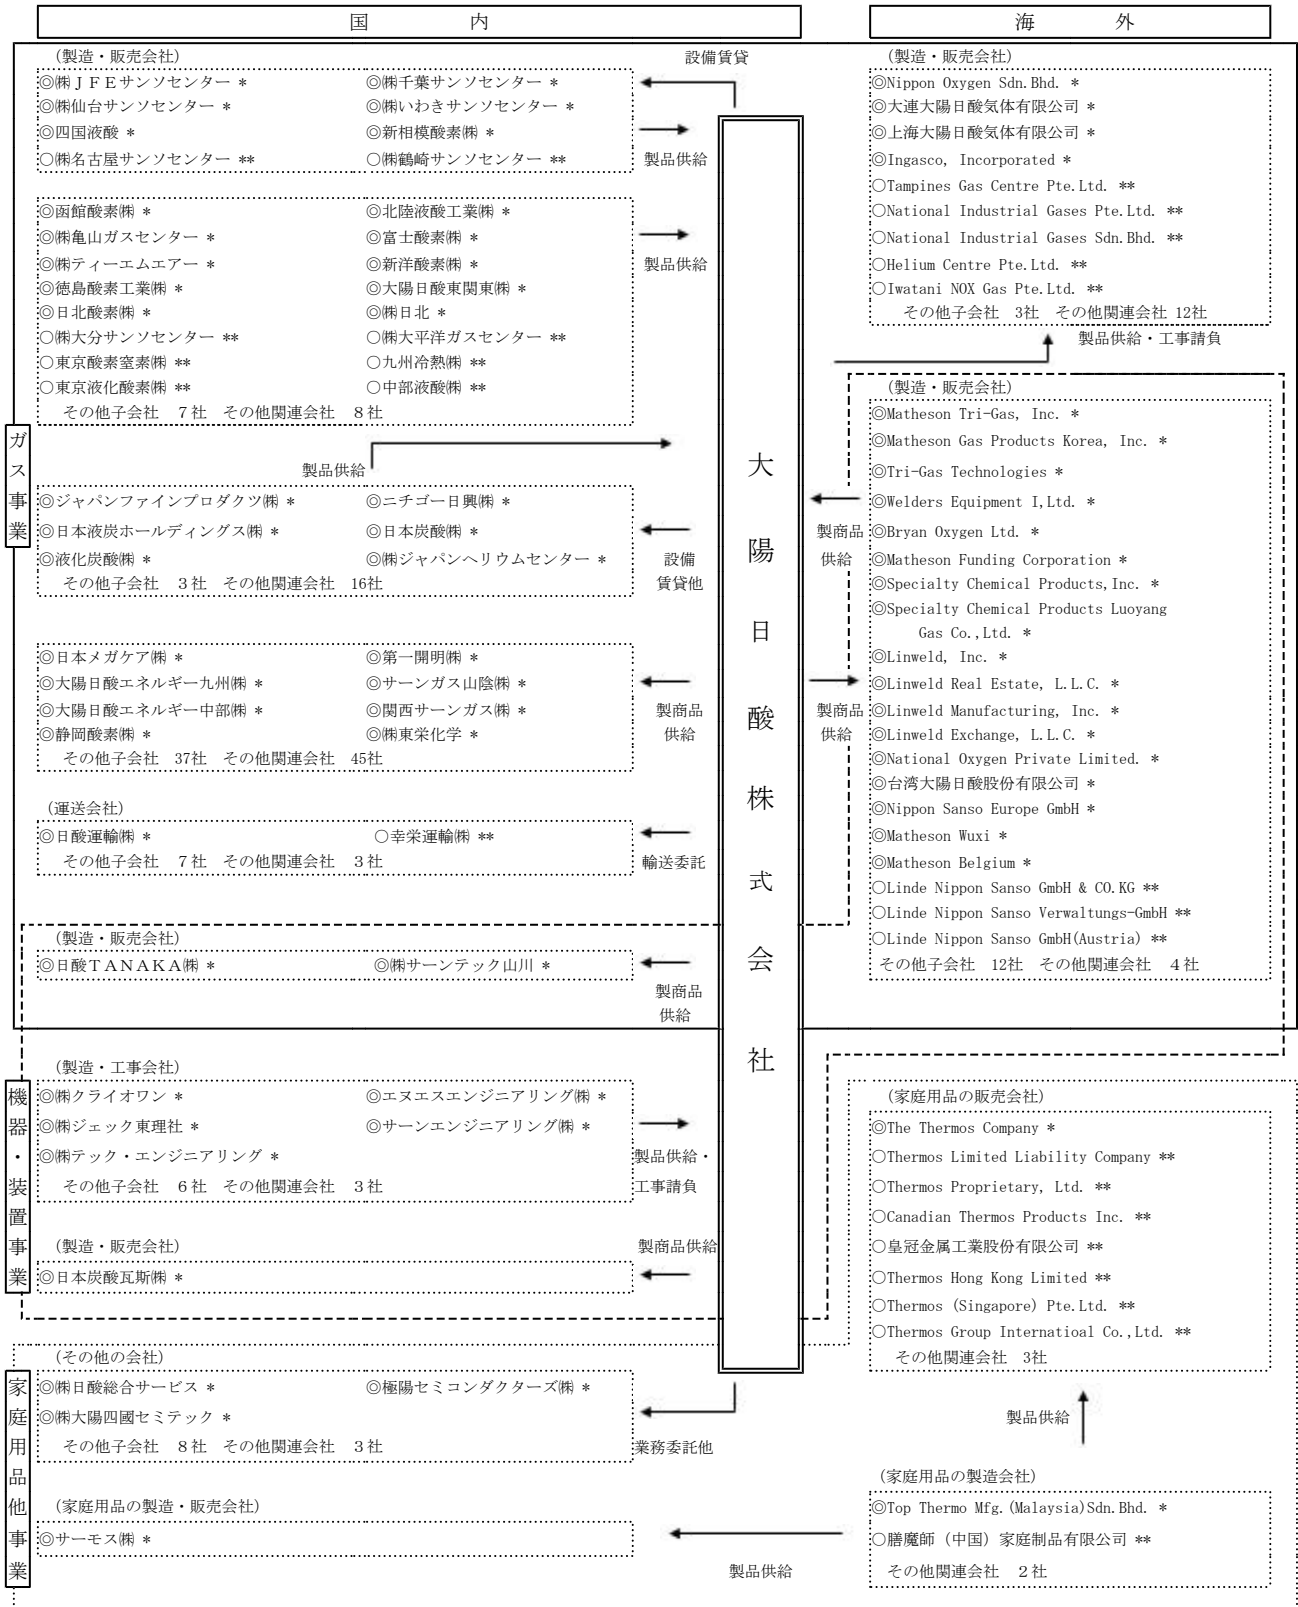 国内
海外
(製造・販売会社)
設備賃貸
◎㈱ＪＦＥサンソセンター *
◎㈱千葉サンソセンター *
◎㈱仙台サンソセンター *
◎㈱いわきサンソセンター *
◎四国液酸 *
◎新相模酸素㈱ *
○㈱名古屋サンソセンター **
○㈱鶴崎サンソセンター **
製品供給
◎函館酸素㈱ *
◎北陸液酸工業㈱ *
◎㈱亀山ガスセンター *
◎富士酸素㈱ *
◎㈱ティーエムエアー *
◎新洋酸素㈱ *
◎徳島酸素工業㈱ *
◎大陽日酸東関東㈱ *
◎日北酸素㈱ *
◎㈱日北 *
○㈱大分サンソセンター **
○㈱大平洋ガスセンター **
○東京酸素窒素㈱ **
○九州冷熱㈱ **
○東京液化酸素㈱ **
○中部液酸㈱ **
その他子会社 7社 その他関連会社 8社
製品供給
ガス事業
製品供給
◎ジャパンファインプロダクツ㈱ *
◎ニチゴー日興㈱ *
◎日本液炭ホールディングス㈱ *
◎日本炭酸㈱ *
◎液化炭酸㈱ *
◎㈱ジャパンヘリウムセンター *
その他子会社 3社 その他関連会社 16社
設備
賃貸他
◎日本メガケア㈱ *
◎第一開明㈱ *
◎大陽日酸エネルギー九州㈱ *
◎サーンガス山陰㈱ *
◎大陽日酸エネルギー中部㈱ *
◎関西サーンガス㈱ *
◎静岡酸素㈱ *
◎㈱東栄化学 *
その他子会社 37社 その他関連会社 45社
製商品
供給
(運送会社)
◎日酸運輸㈱ *
○幸栄運輸㈱ **
その他子会社 7社 その他関連会社 3社
輸送委託
(製造・販売会社)
◎日酸ＴＡＮＡＫＡ㈱ *
◎㈱サーンテック山川 *
製商品
供給
大陽日酸株式会社
(製造・販売会社)
◎Nippon Oxygen Sdn.Bhd. *
◎大連大陽日酸気体有限公司 *
◎上海大陽日酸気体有限公司 *
◎Ingasco, Incorporated *
○Tampines Gas Centre Pte.Ltd. **
○National Industrial Gases Pte.Ltd. **
○National Industrial Gases Sdn.Bhd. **
○Helium Centre Pte.Ltd. **
○Iwatani NOX Gas Pte.Ltd. **
その他子会社 3社 その他関連会社 12社
製品供給・工事請負
(製造・販売会社)
◎Matheson Tri-Gas, Inc. *
◎Matheson Gas Products Korea, Inc. *
◎Tri-Gas Technologies *
◎Welders Equipment I,Ltd. *
◎Bryan Oxygen Ltd. *
◎Matheson Funding Corporation *
◎Specialty Chemical Products,Inc. *
◎Specialty Chemical Products Luoyang
Gas Co.,Ltd. *
◎Linweld, Inc. *
◎Linweld Real Estate, L.L.C. *
◎Linweld Manufacturing, Inc. *
◎Linweld Exchange, L.L.C. *
◎National Oxygen Private Limited. *
◎台湾大陽日酸股份有限公司 *
◎Nippon Sanso Europe GmbH *
◎Matheson Wuxi *
◎Matheson Belgium *
○Linde Nippon Sanso GmbH & CO.KG **
○Linde Nippon Sanso Verwaltungs-GmbH **
○Linde Nippon Sanso GmbH(Austria) **
その他子会社 12社 その他関連会社 4社
製商品
供給
製商品
供給
機器・装置事業
(製造・工事会社)
◎㈱クライオワン *
◎エヌエスエンジニアリング㈱ *
◎㈱ジェック東理社 *
◎サーンエンジニアリング㈱ *
◎㈱テック・エンジニアリング *
その他子会社 6社 その他関連会社 3社
製品供給・
工事請負
(製造・販売会社)
製商品供給
◎日本炭酸瓦斯㈱ *
(家庭用品の販売会社)
◎The Thermos Company *
○Thermos Limited Liability Company **
○Thermos Proprietary, Ltd. **
○Canadian Thermos Products Inc. **
○皇冠金属工業股份有限公司 **
○Thermos Hong Kong Limited **
○Thermos (Singapore) Pte.Ltd. **
○Thermos Group Internatioal Co.,Ltd. **
その他関連会社 3社
家庭用品他事業
(その他の会社)
◎㈱日酸総合サービス *
◎極陽セミコンダクターズ㈱ *
◎㈱大陽四國セミテック *
その他子会社 8社 その他関連会社 3社
業務委託他
製品供給
(家庭用品の製造・販売会社)
◎サーモス㈱ *
製品供給
(家庭用品の製造会社)
◎Top Thermo Mfg.(Malaysia)Sdn.Bhd. *
○膳魔師（中国）家庭制品有限公司 **
その他関連会社 2社